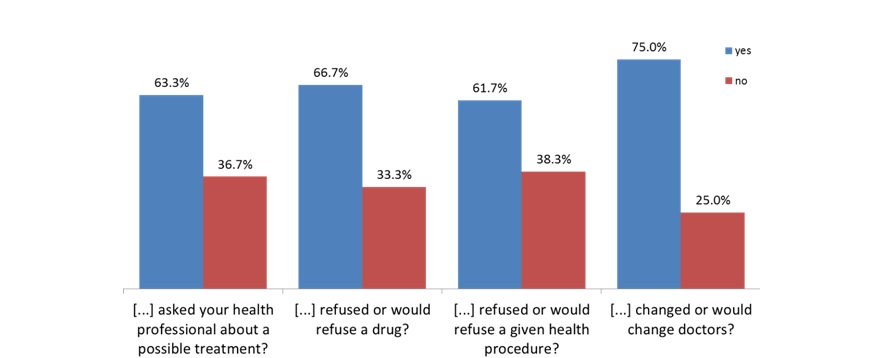 75.0%
yes
66.7%
63.3%
61.7%
no
36.7%
33.3%
38.3%
25.0%
[...] asked your health
professional about a
possible treatment?
[...] refused or would
refuse a drug?
[...] refused or would
refuse a given health
procedure?
[...] changed or would
change doctors?